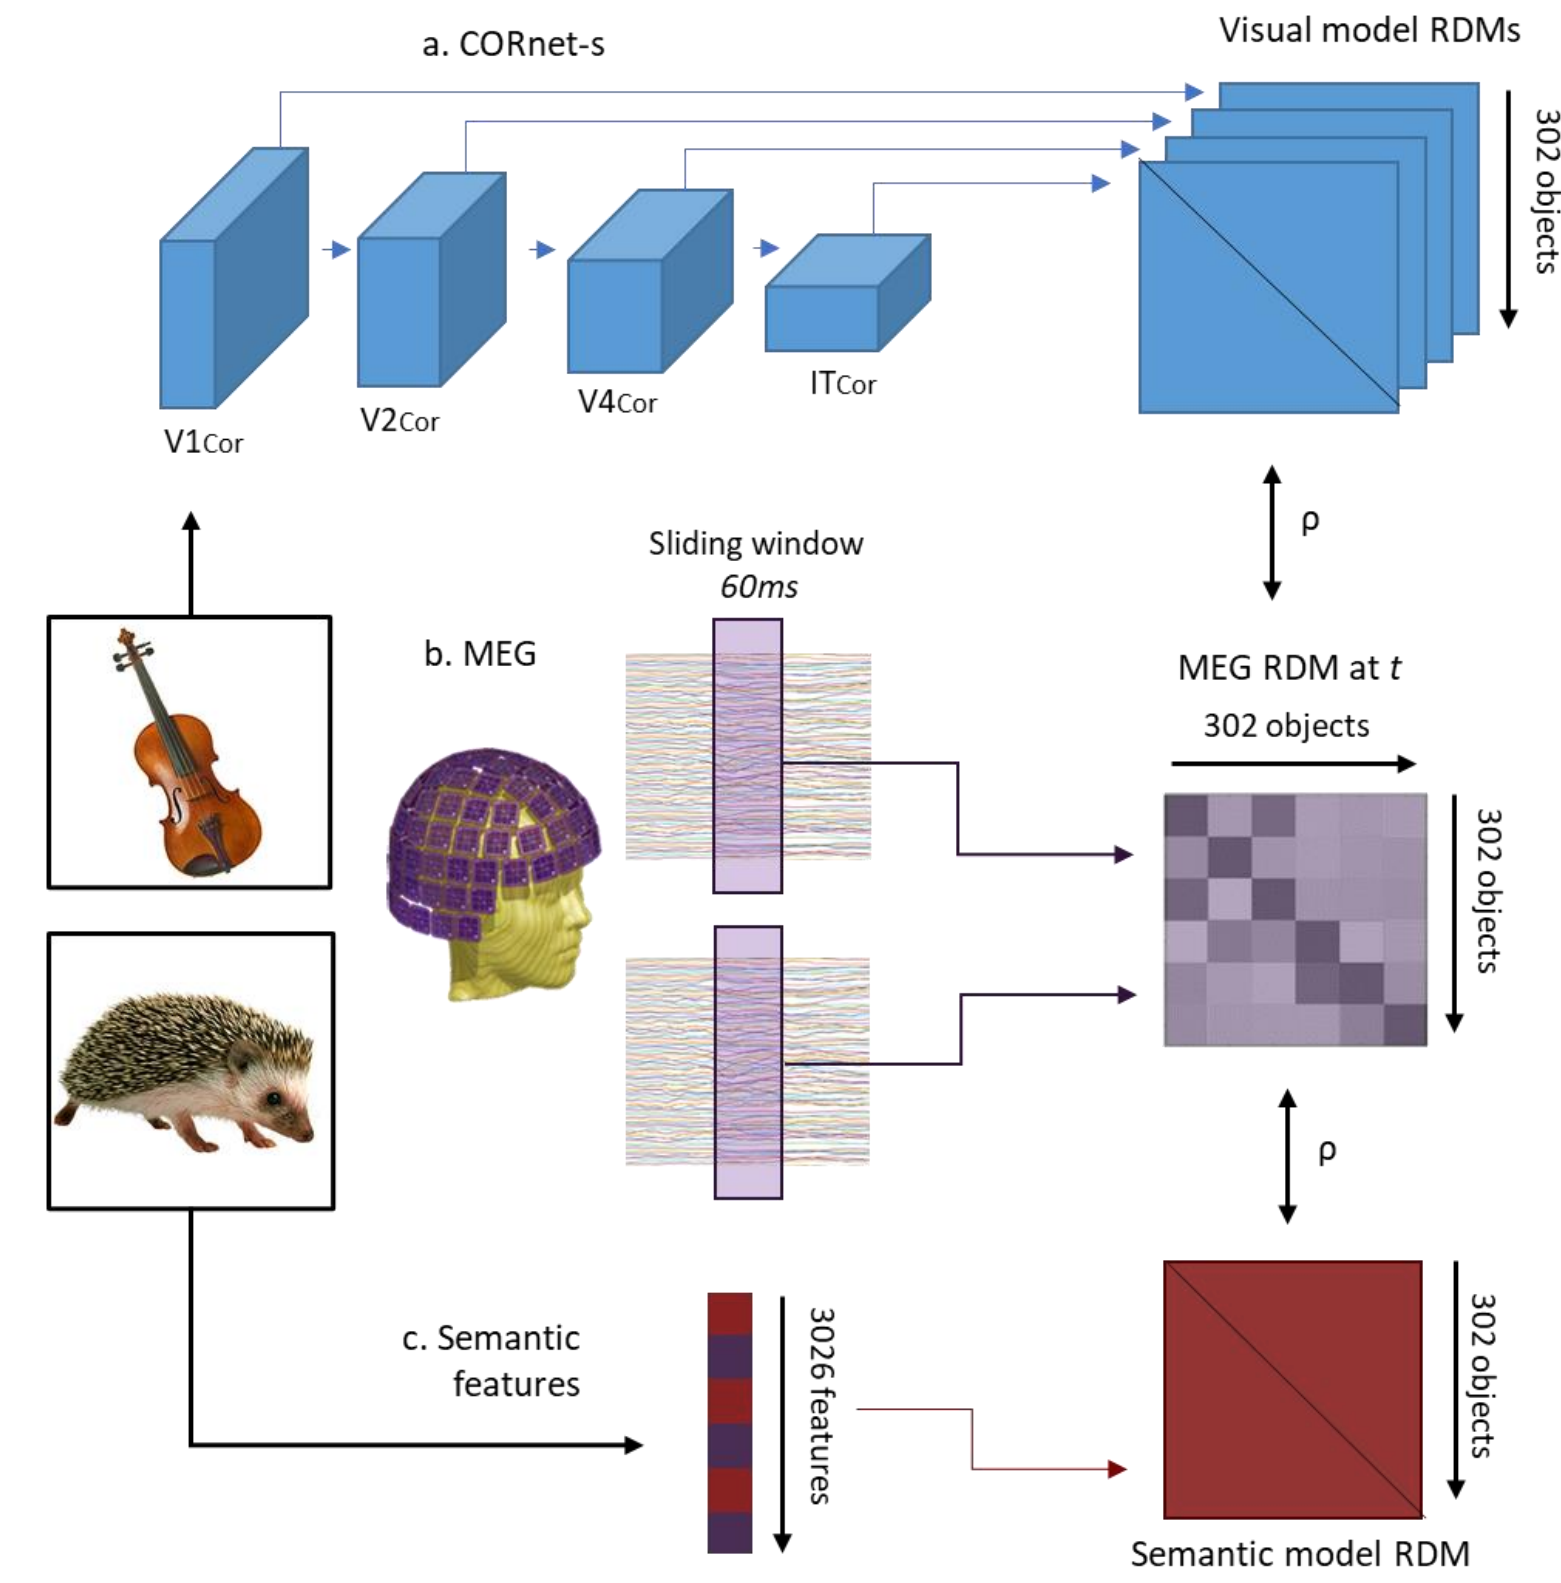 a. CORnet-s
Visual model RDMs
302 objects
V1Cor
V2Cor
V4Cor
ITCor
ρ
Sliding window
60ms
b. MEG
MEG RDM at t
302 objects
302 objects
ρ
c. Semantic
features
3026 features
302 objects
Semantic model RDM